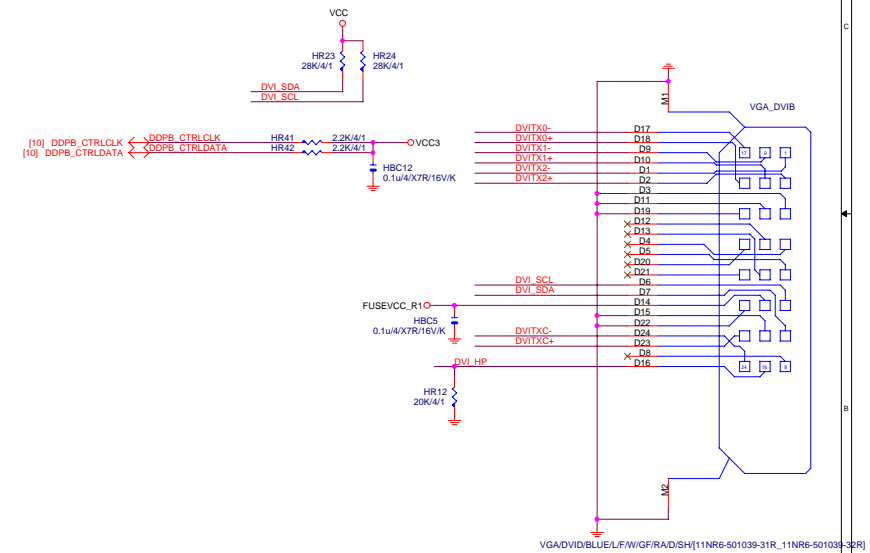 VCC
C
HR23
28K/4/1
HR24
28K/4/1
DVI_SDA
DVI_SCL
M1
VGA_DVIB
[10] DDPB_CTRLCLK
DDPB_CTRLCLK
HR41
2.2K/4/1
VCC3
[10] DDPB_CTRLDATA
DDPB_CTRLDATA
HR42
2.2K/4/1
HBC12
0.1u/4/X7R/16V/K
DVITX0- D17
DVITX0+ D18
DVITX1- D9
DVITX1+ D10
DVITX2- D1
DVITX2+ D2
D3
D11
D19
D12
D13
D4
D5
D20
D21
DVI_SCL D6
DVI_SDA D7
FUSEVCC_R1 D14
D15
D22
DVITXC- D24
DVITXC+ D23
D8
DVI_HP D16
17 9 1
24 16 8
HBC5
0.1u/4/X7R/16V/K
HR12
20K/4/1
B
M2
VGA/DVID/BLUE/L/F/W/GF/RA/D/SH/[11NR6-501039-31R_11NR6-501039-32R]